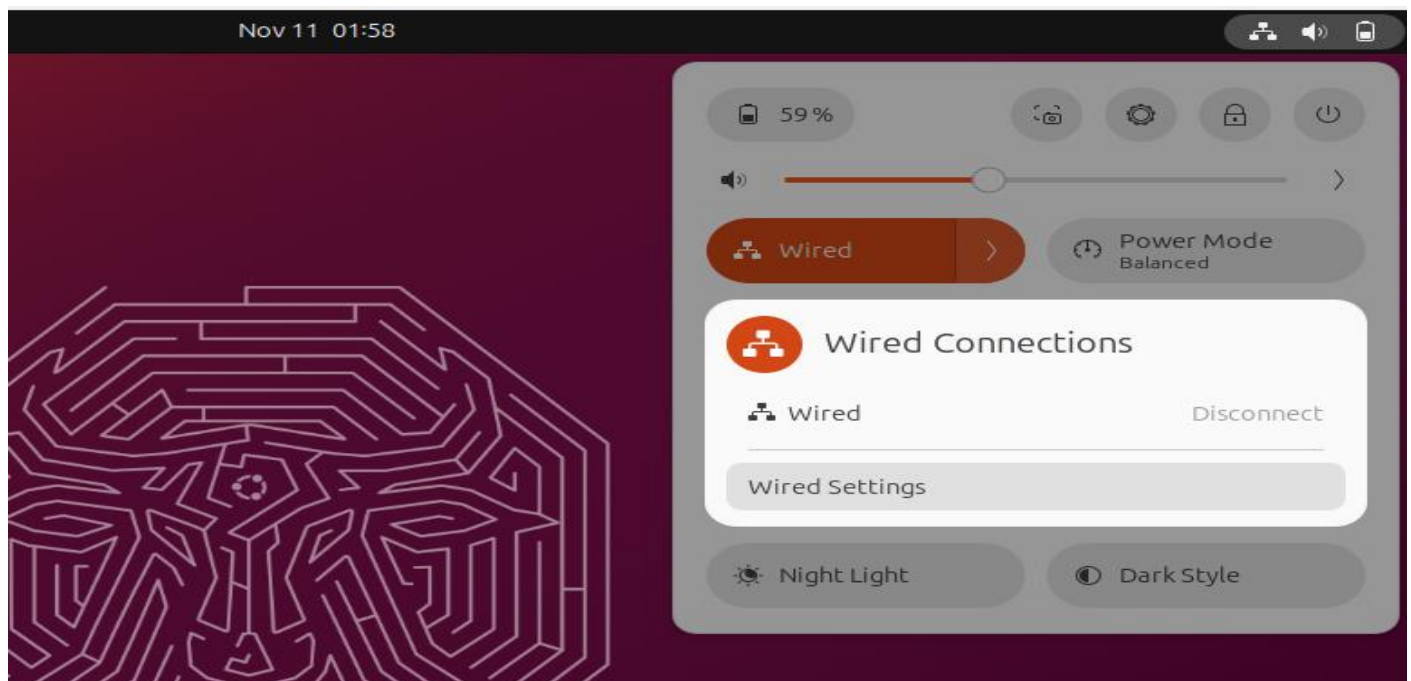 Nov 11 01:58
59 %
Wired
Power Mode
Balanced
Wired Connections
Wired Disconnect
Wired Settings
Night Light Dark Style